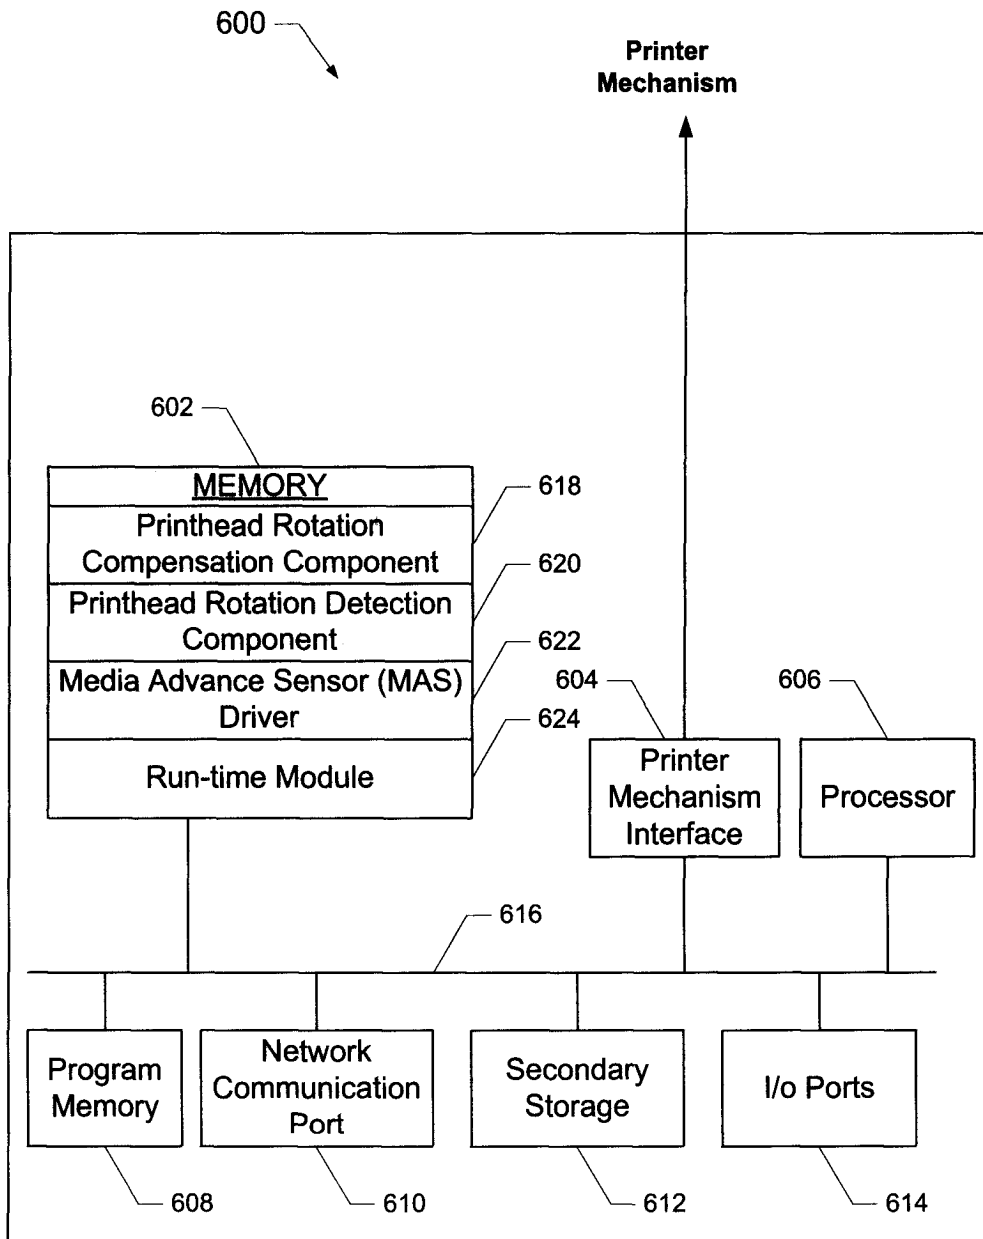 600
Printer
Mechanism
602
MEMORY
618
Printhead Rotation
Compensation Component
620
Printhead Rotation Detection
Component
622
Media Advance Sensor (MAS)
Driver
624
Run-time Module
604
Printer
Mechanism
Interface
606
Processor
616
Program
Memory
Network
Communication
Port
Secondary
Storage
I/o Ports
608
610
612
614